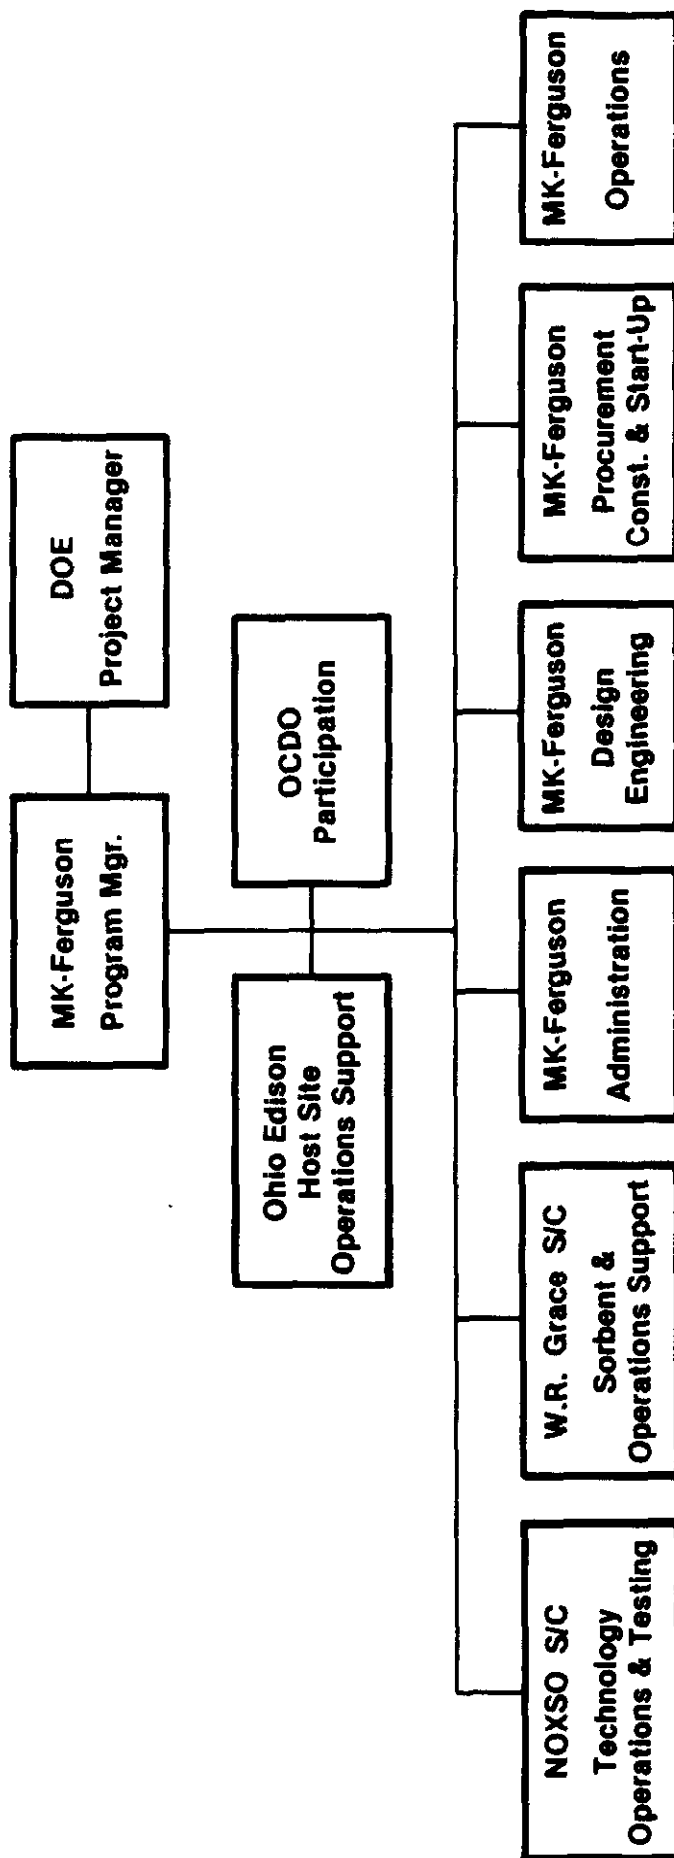 DOE
Project Manager
MK-Ferguson
Program Mgr.
OCDO
Participation
Ohio Edison
Host Site
Operations Support
NOXSO S/C
Technology
Operations & Testing
W.R. Grace S/C
Sorbent &
Operations Support
MK-Ferguson
Administration
MK-Ferguson
Design
Engineering
MK-Ferguson
Procurement
Const. & Start-Up
MK-Ferguson
Operations